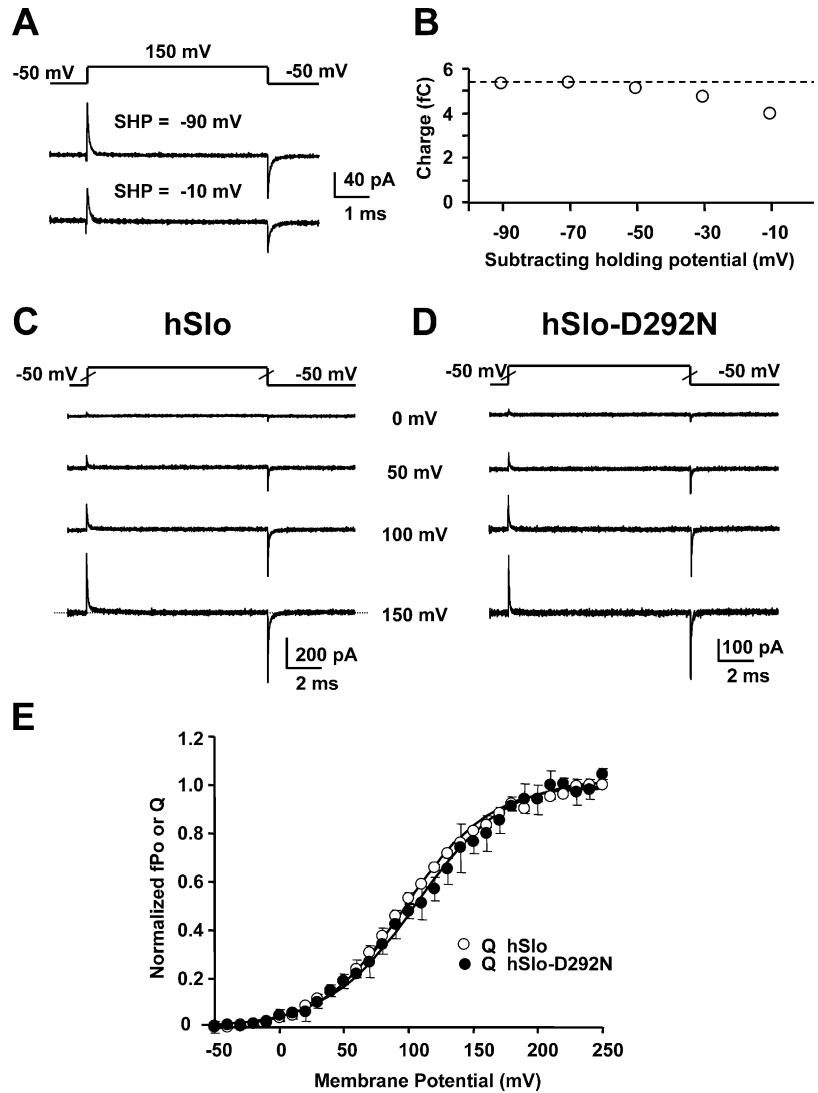 A
150 mV
-50 mV
-50 mV
SHP = -90 mV
SHP = -10 mV
40 pA
1 ms
B
Charge (fC)
6
4
2
0
-90 -70 -50 -30 -10
Subtracting holding potential (mV)
C
hSlo
-50 mV
-50 mV
0 mV
50 mV
100 mV
150 mV
200 pA
2 ms
D
hSlo-D292N
-50 mV
-50 mV
100 pA
2 ms
E
Normalized fPo or Q
1.2
1.0
0.8
0.6
0.4
0.2
0
Q hSlo
Q hSlo-D292N
-50 0 50 100 150 200 250
Membrane Potential (mV)